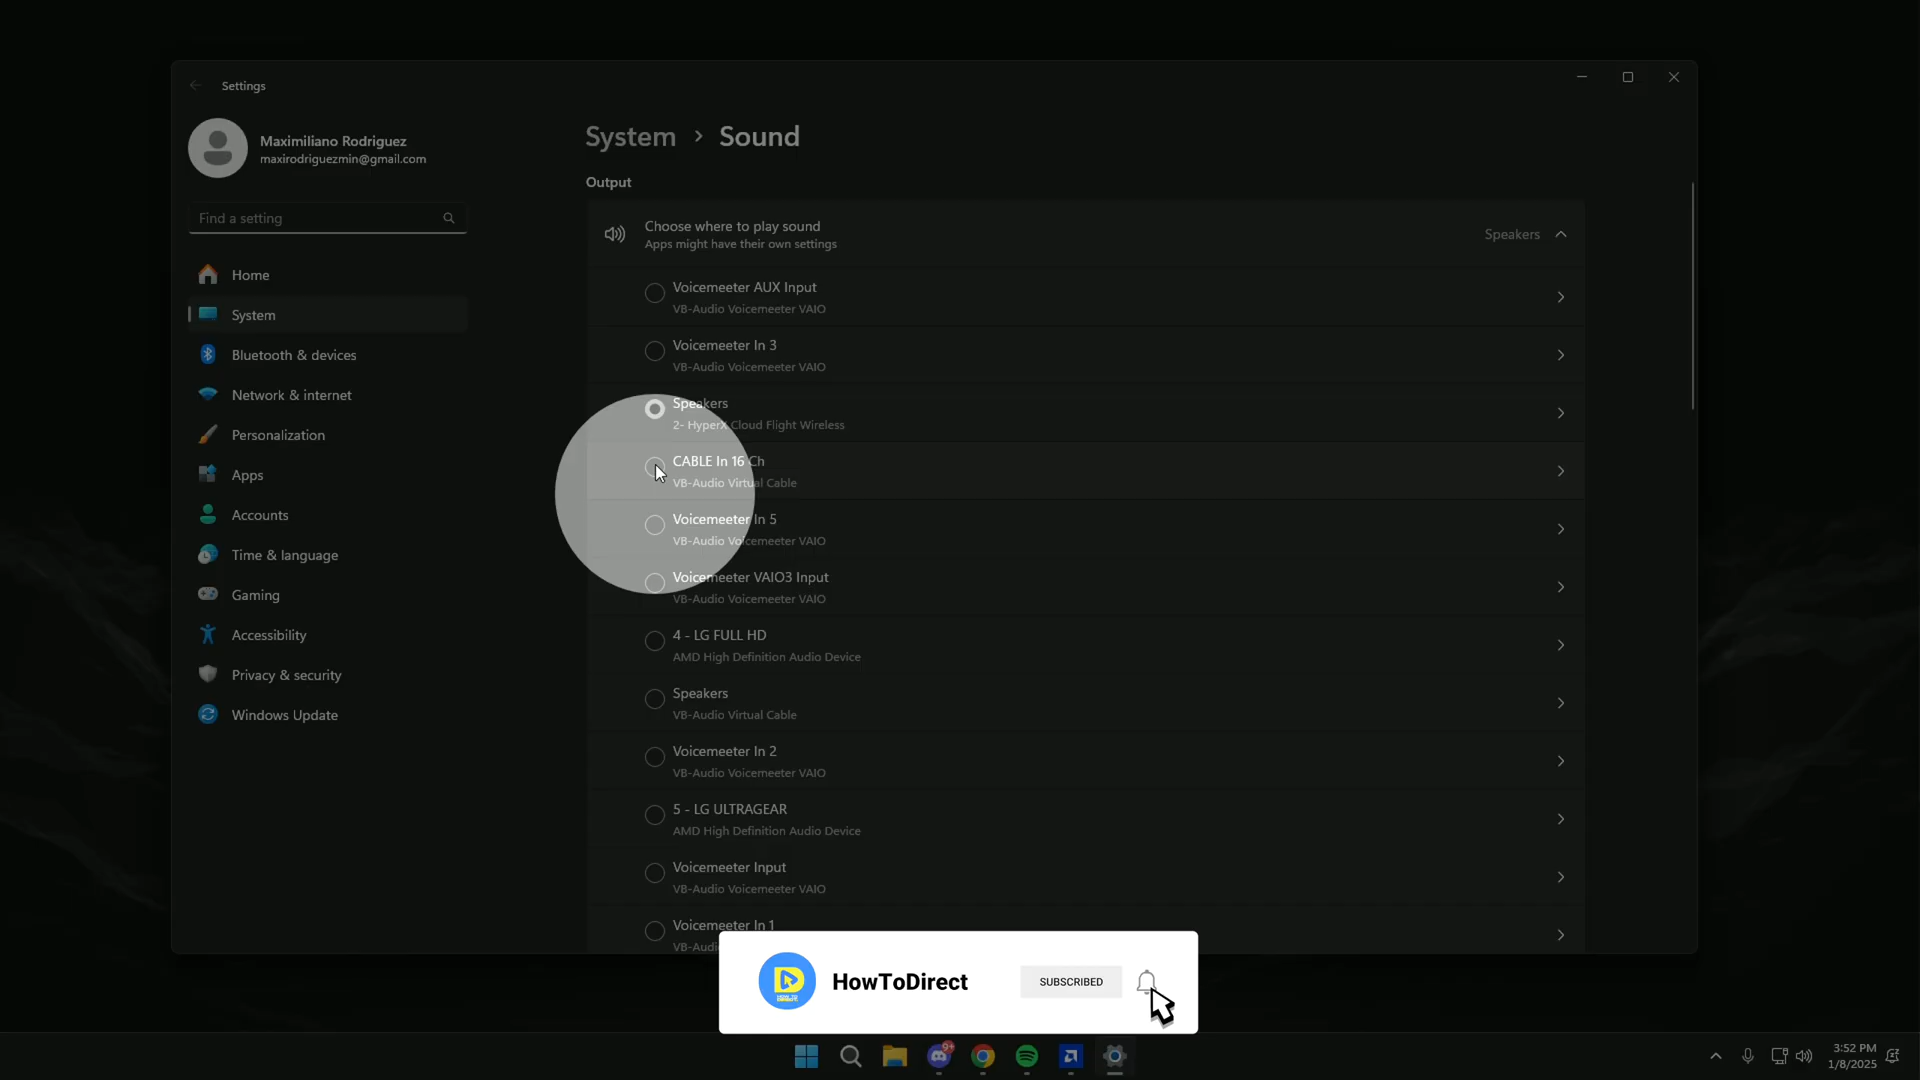 Settings
Maximiliano Rodriguez
maxirodriguezmin@gmail.com
Find a setting
Home
System
Bluetooth & devices
Network & internet
Personalization
Apps
Accounts
Time & language
Gaming
Accessibility
Privacy & security
Windows Update
System > Sound
Output
Choose where to play sound
Apps might have their own settings
Speakers
Voicemeeter AUX Input
VB-Audio Voicemeeter VAIO
Voicemeeter In 3
VB-Audio Voicemeeter VAIO
Speakers
2- HyperX Cloud Flight Wireless
CABLE In 16 Ch
VB-Audio Virtual Cable
Voicemeeter In 5
VB-Audio Voicemeeter VAIO
Voicemeeter VAIO3 Input
VB-Audio Voicemeeter VAIO
4 - LG FULL HD
AMD High Definition Audio Device
Speakers
VB-Audio Virtual Cable
Voicemeeter In 2
VB-Audio Voicemeeter VAIO
5 - LG ULTRAGEAR
AMD High Definition Audio Device
Voicemeeter Input
VB-Audio Voicemeeter VAIO
Voicemeeter In 1
VB-Audi
HowToDirect
SUBSCRIBED
9+
3:52 PM
1/8/2025